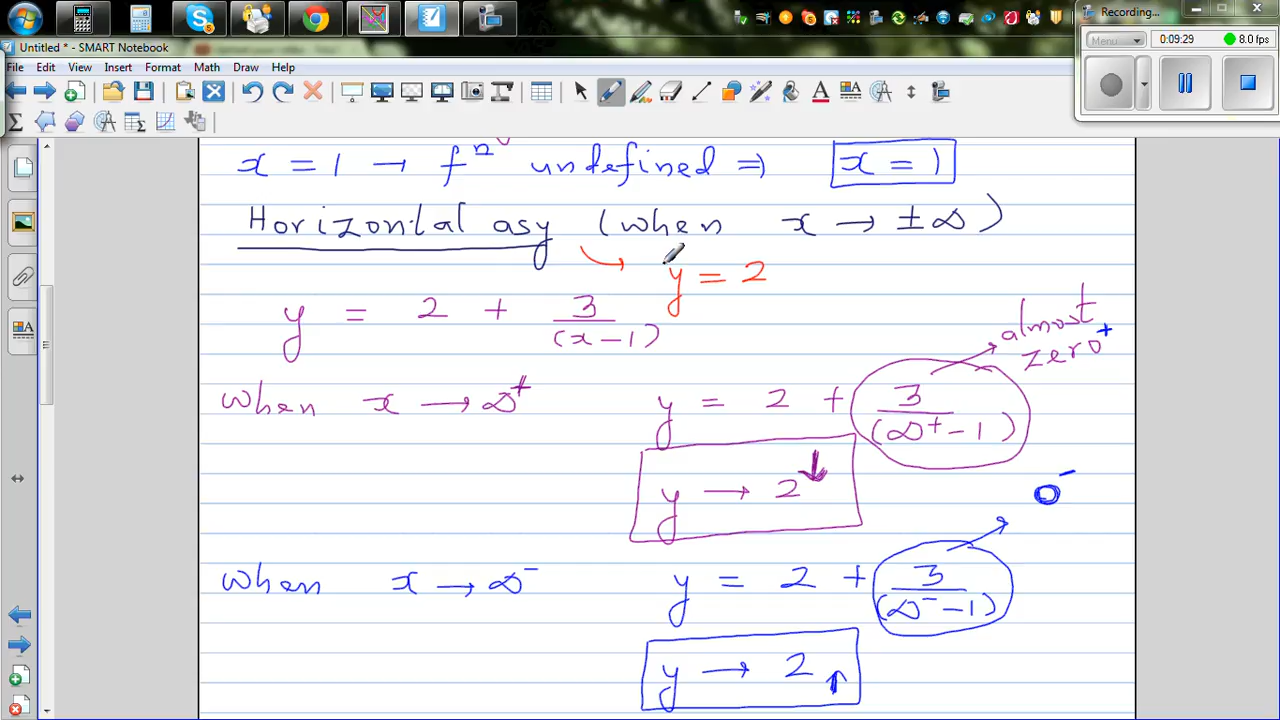 Recording...
Menu
00:09:29
8.0 fps
Untitled * - SMART Notebook
File Edit View Insert Format Math Draw Help
x = 1 → fⁿ undefined ⇒ x = 1
Horizontal asy (when x → ±∞)
y = 2
y = 2 + 3/(x-1)
almost
zero⁺
When x → ∞⁺ y = 2 + 3/(∞⁺-1)
y → 2↓
0⁻
When x → ∞⁻ y = 2 + 3/(∞⁻-1)
y → 2↑